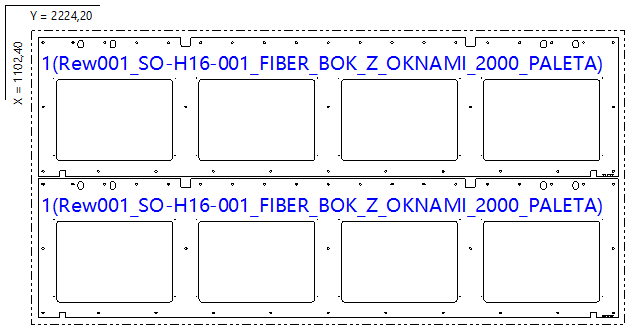 Y = 2224,20
X = 1102,40
1(Rew001_SO-H16-001_FIBER_BOK_Z_OKNAMI_2000_PALETA)
1(Rew001_SO-H16-001_FIBER_BOK_Z_OKNAMI_2000_PALETA)